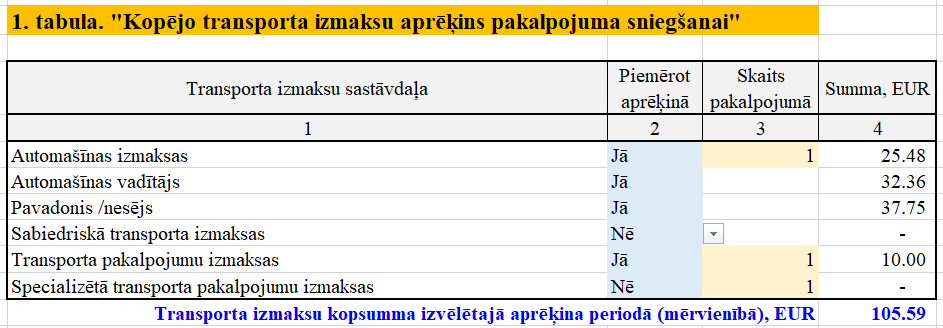 1. tabula. "Kopējo transporta izmaksu aprēķins pakalpojuma sniegšanai"
Transporta izmaksu sastāvdaļa Piemērot aprēķinā Skaits pakalpojumā Summa, EUR
1 2 3 4
Automašīnas izmaksas Jā 1 25.48
Automašīnas vadītājs Jā 32.36
Pavadonis /nesējs Jā 37.75
Sabiedriskā transporta izmaksas Nē -
Transporta pakalpojumu izmaksas Jā 1 10.00
Specializētā transporta pakalpojumu izmaksas Nē 1 -
Transporta izmaksu kopsumma izvēlētajā aprēķina periodā (mērvienībā), EUR 105.59